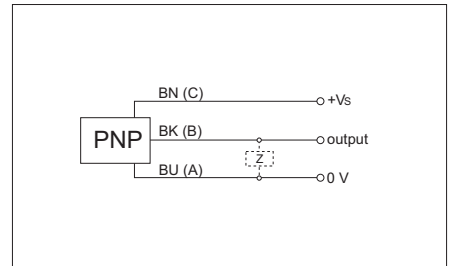 BN (C)
+Vs
PNP
BK (B)
output
Z
BU (A)
0 V